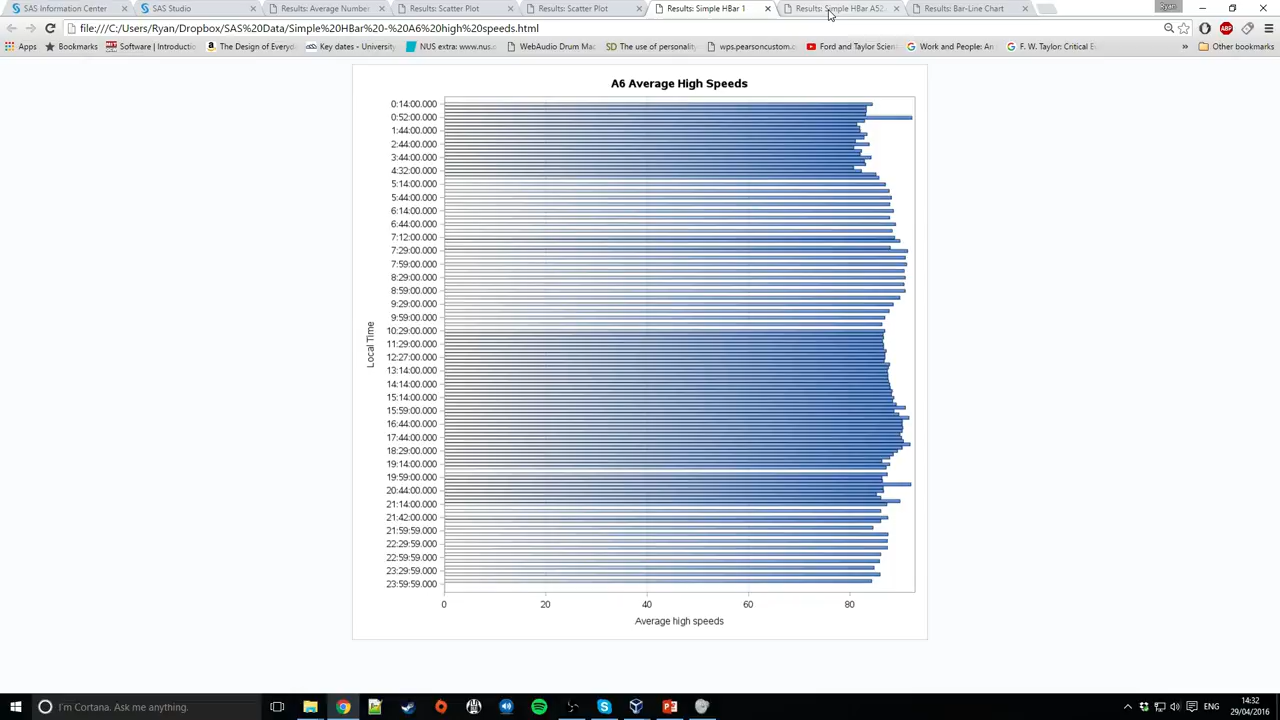 SAS Information Center
SAS Studio
Results: Average Number
Results: Scatter Plot
Results: Scatter Plot
Results: Simple HBar 1
Results: Simple HBar A52
Results: Bar-Line Chart
Ryan
file:///C:/Users/Ryan/Dropbox/SAS%20Data/Simple%20HBar%20-%20A6%20high%20speeds.html
Apps
Bookmarks
Software | Introductio
The Design of Everyda
Key dates - University
NUS extra: www.nus.c
WebAudio Drum Mac
SD The use of personality
wps.pearsoncustom.c
Ford and Taylor Scien
Work and People: An
F. W. Taylor: Critical E
»
Other bookmarks
A6 Average High Speeds
0:14:00.000
0:52:00.000
1:44:00.000
2:44:00.000
3:44:00.000
4:32:00.000
5:14:00.000
5:44:00.000
6:14:00.000
6:44:00.000
7:12:00.000
7:29:00.000
7:59:00.000
8:29:00.000
8:59:00.000
9:29:00.000
9:59:00.000
10:29:00.000
11:29:00.000
12:27:00.000
13:14:00.000
14:14:00.000
15:14:00.000
15:59:00.000
16:44:00.000
17:44:00.000
18:29:00.000
19:14:00.000
19:59:00.000
20:44:00.000
21:14:00.000
21:42:00.000
21:59:59.000
22:29:59.000
22:59:59.000
23:29:59.000
23:59:59.000
Local Time
0 20 40 60 80
Average high speeds
I'm Cortana. Ask me anything.
ENG
14:32
29/04/2016